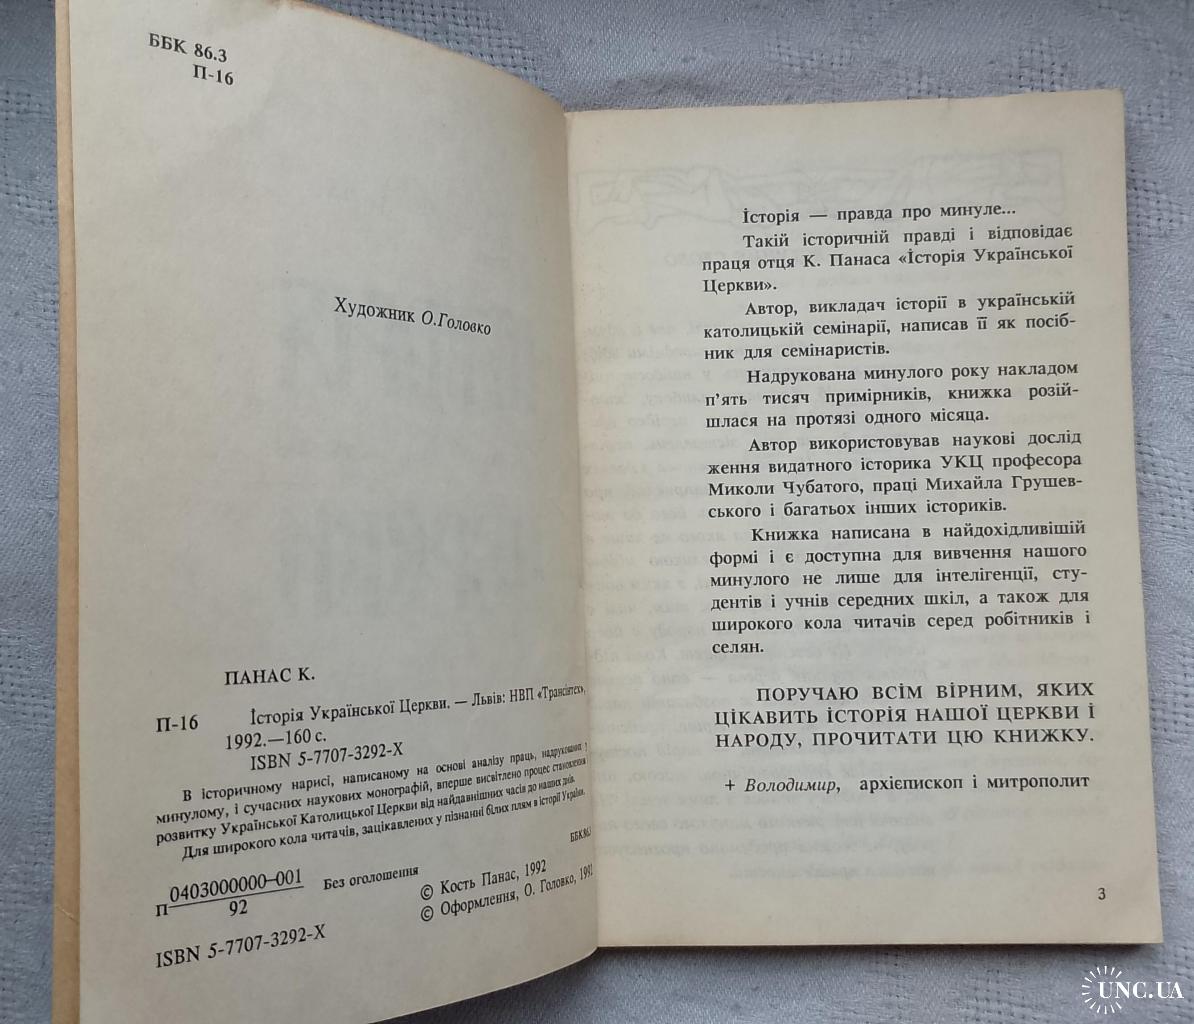 ББК 86.3
П-16
Художник О.Головко
ПАНАС К.
П-16
Історія Української Церкви. — Львів: НВП «Трансінтех»,
1992.—160 с.
ISBN 5-7707-3292-X
В історичному нарисі, написаному на основі аналізу праць, надрукованих у
минулому, і сучасних наукових монографій, вперше висвітлено процес становлення і
розвитку Української Католицької Церкви від найдавніших часів до наших днів.
Для широкого кола читачів, зацікавлених у пізнанні білих плям в історії України.
ББК86.3
П 0403000000-001
92
Без оголошення
© Кость Панас, 1992
© Оформлення, О. Головко, 1992
ISBN 5-7707-3292-X
Історія — правда про минуле...
Такій історичній правді і відповідає
праця отця К. Панаса «Історія Української
Церкви».
Автор, викладач історії в українській
католицькій семінарії, написав її як посіб-
ник для семінаристів.
Надрукована минулого року накладом
п’ять тисяч примірників, книжка розій-
шлася на протязі одного місяца.
Автор використовував наукові дослід
ження видатного історика УКЦ професора
Миколи Чубатого, праці Михайла Грушев-
ського і багатьох інших істориків.
Книжка написана в найдохідливішій
формі і є доступна для вивчення нашого
минулого не лише для інтелігенції, сту-
дентів і учнів середних шкіл, а також для
широкого кола читачів серед робітників і
селян.
ПОРУЧАЮ ВСІМ ВІРНИМ, ЯКИХ
ЦІКАВИТЬ ІСТОРІЯ НАШОЇ ЦЕРКВИ І
НАРОДУ, ПРОЧИТАТИ ЦЮ КНИЖКУ.
+ Володимир, архієпископ і митрополит
3
UNC.UA